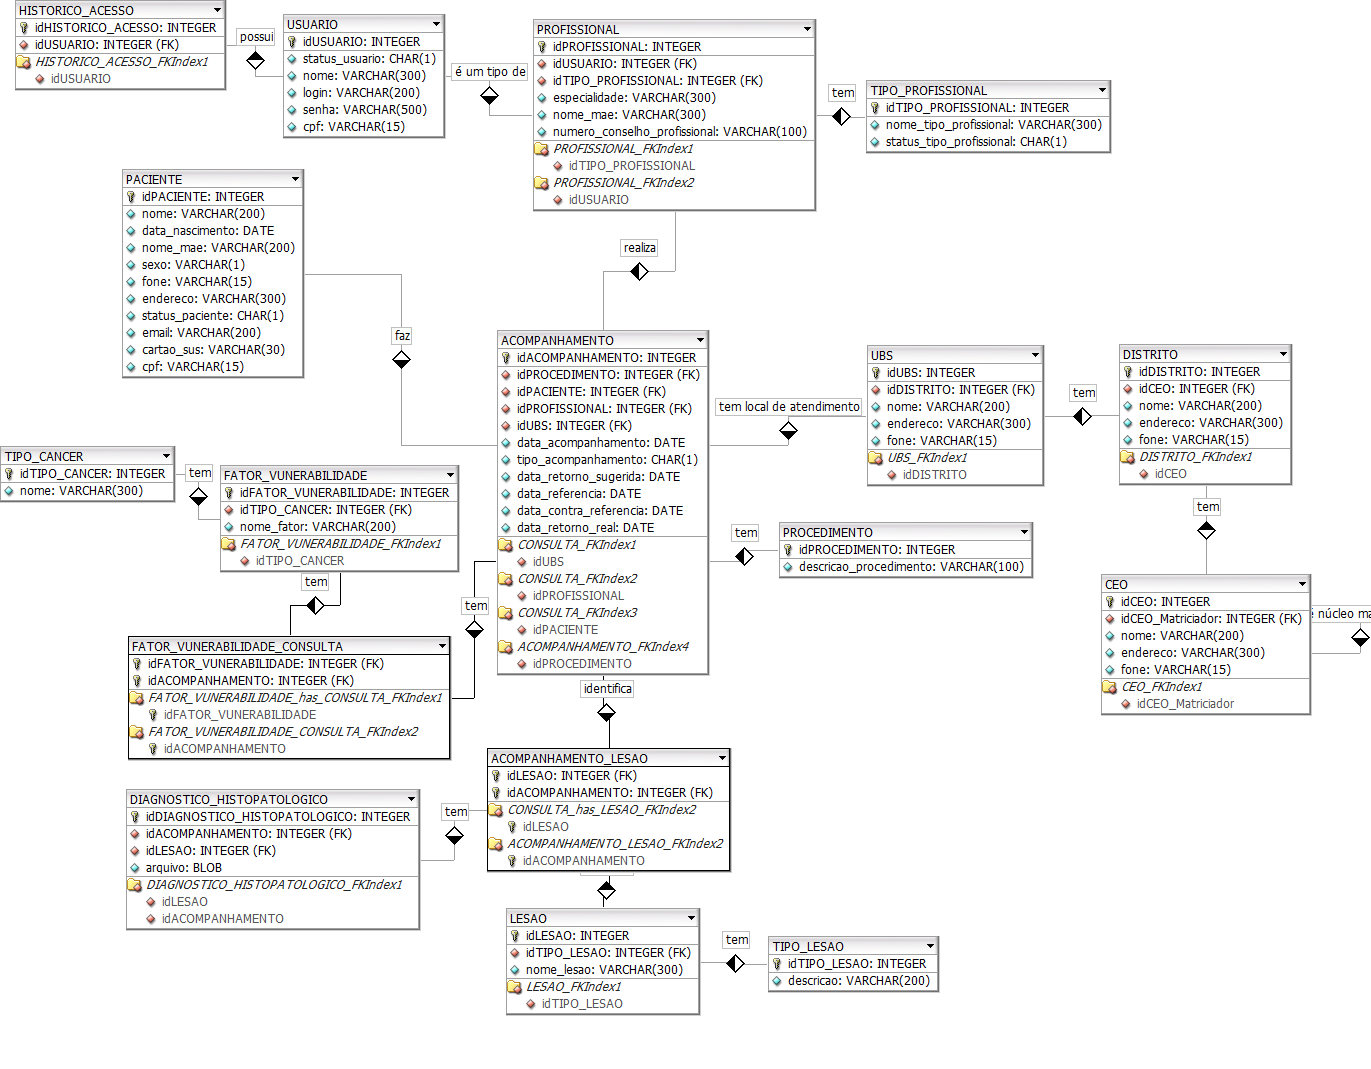 HISTORICO_ACESSO
idHISTORICO_ACESSO: INTEGER
idUSUARIO: INTEGER (FK)
HISTORICO_ACESSO_FKIndex1
idUSUARIO
possui
USUARIO
idUSUARIO: INTEGER
status_usuario: CHAR(1)
nome: VARCHAR(300)
login: VARCHAR(200)
senha: VARCHAR(500)
cpf: VARCHAR(15)
é um tipo de
PROFISSIONAL
idPROFISSIONAL: INTEGER
idUSUARIO: INTEGER (FK)
idTIPO_PROFISSIONAL: INTEGER (FK)
especialidade: VARCHAR(300)
nome_mae: VARCHAR(300)
numero_conselho_profissional: VARCHAR(100)
PROFISSIONAL_FKIndex1
idTIPO_PROFISSIONAL
PROFISSIONAL_FKIndex2
idUSUARIO
tem
TIPO_PROFISSIONAL
idTIPO_PROFISSIONAL: INTEGER
nome_tipo_profissional: VARCHAR(300)
status_tipo_profissional: CHAR(1)
PACIENTE
idPACIENTE: INTEGER
nome: VARCHAR(200)
data_nascimento: DATE
nome_mae: VARCHAR(200)
sexo: VARCHAR(1)
fone: VARCHAR(15)
endereco: VARCHAR(300)
status_paciente: CHAR(1)
email: VARCHAR(200)
cartao_sus: VARCHAR(30)
cpf: VARCHAR(15)
realiza
faz
ACOMPANHAMENTO
idACOMPANHAMENTO: INTEGER
idPROCEDIMENTO: INTEGER (FK)
idPACIENTE: INTEGER (FK)
idPROFISSIONAL: INTEGER (FK)
idUBS: INTEGER (FK)
data_acompanhamento: DATE
tipo_acompanhamento: CHAR(1)
data_retorno_sugerida: DATE
data_referencia: DATE
data_contra_referencia: DATE
data_retorno_real: DATE
CONSULTA_FKIndex1
idUBS
CONSULTA_FKIndex2
idPROFISSIONAL
CONSULTA_FKIndex3
idPACIENTE
ACOMPANHAMENTO_FKIndex4
idPROCEDIMENTO
tem local de atendimento
UBS
idUBS: INTEGER
idDISTRITO: INTEGER (FK)
nome: VARCHAR(200)
endereco: VARCHAR(300)
fone: VARCHAR(15)
UBS_FKIndex1
idDISTRITO
tem
DISTRITO
idDISTRITO: INTEGER
idCEO: INTEGER (FK)
nome: VARCHAR(200)
endereco: VARCHAR(300)
fone: VARCHAR(15)
DISTRITO_FKIndex1
idCEO
tem
TIPO_CANCER
idTIPO_CANCER: INTEGER
nome: VARCHAR(300)
tem
FATOR_VUNERABILIDADE
idFATOR_VUNERABILIDADE: INTEGER
idTIPO_CANCER: INTEGER (FK)
nome_fator: VARCHAR(200)
FATOR_VUNERABILIDADE_FKIndex1
idTIPO_CANCER
tem
tem
tem
PROCEDIMENTO
idPROCEDIMENTO: INTEGER
descricao_procedimento: VARCHAR(100)
CEO
idCEO: INTEGER
idCEO_Matriciador: INTEGER (FK)
nome: VARCHAR(200)
endereco: VARCHAR(300)
fone: VARCHAR(15)
CEO_FKIndex1
idCEO_Matriciador
é núcleo ma
FATOR_VUNERABILIDADE_CONSULTA
idFATOR_VUNERABILIDADE: INTEGER (FK)
idACOMPANHAMENTO: INTEGER (FK)
FATOR_VUNERABILIDADE_has_CONSULTA_FKIndex1
idFATOR_VUNERABILIDADE
FATOR_VUNERABILIDADE_CONSULTA_FKIndex2
idACOMPANHAMENTO
identifica
ACOMPANHAMENTO_LESAO
idLESAO: INTEGER (FK)
idACOMPANHAMENTO: INTEGER (FK)
CONSULTA_has_LESAO_FKIndex2
idLESAO
ACOMPANHAMENTO_LESAO_FKIndex2
idACOMPANHAMENTO
DIAGNOSTICO_HISTOPATOLOGICO
idDIAGNOSTICO_HISTOPATOLOGICO: INTEGER
idACOMPANHAMENTO: INTEGER (FK)
idLESAO: INTEGER (FK)
arquivo: BLOB
DIAGNOSTICO_HISTOPATOLOGICO_FKIndex1
idLESAO
idACOMPANHAMENTO
tem
LESAO
idLESAO: INTEGER
idTIPO_LESAO: INTEGER (FK)
nome_lesao: VARCHAR(300)
LESAO_FKIndex1
idTIPO_LESAO
tem
TIPO_LESAO
idTIPO_LESAO: INTEGER
descricao: VARCHAR(200)